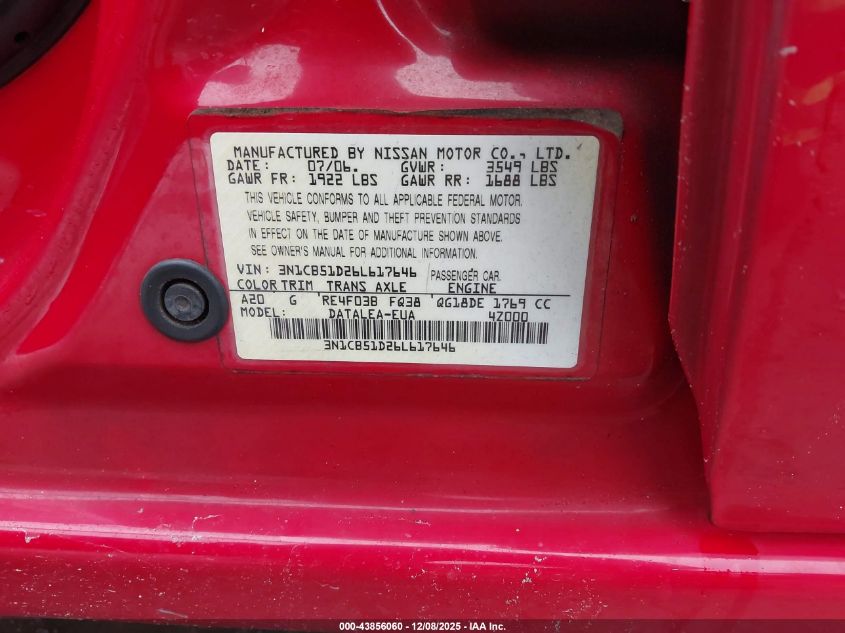 MANUFACTURED BY NISSAN MOTOR CO., LTD.
DATE: 07/06. GVWR: 3549 LBS
GAWR FR: 1922 LBS GAWR RR: 1688 LBS
THIS VEHICLE CONFORMS TO ALL APPLICABLE FEDERAL MOTOR.
VEHICLE SAFETY, BUMPER AND THEFT PREVENTION STANDARDS
IN EFFECT ON THE DATE OF MANUFACTURE SHOWN ABOVE.
SEE OWNER'S MANUAL FOR ADDITIONAL INFORMATION.
VIN: 3N1CB51D26L617646 PASSENGER CAR.
COLOR TRIM TRANS AXLE ENGINE
A20 G RE4F03B FQ38 QG18DE 1769 CC
MODEL: DATALEA-EUA 4Z000
3N1CB51D26L617646
000-43856060 - 12/08/2025 - IAA Inc.